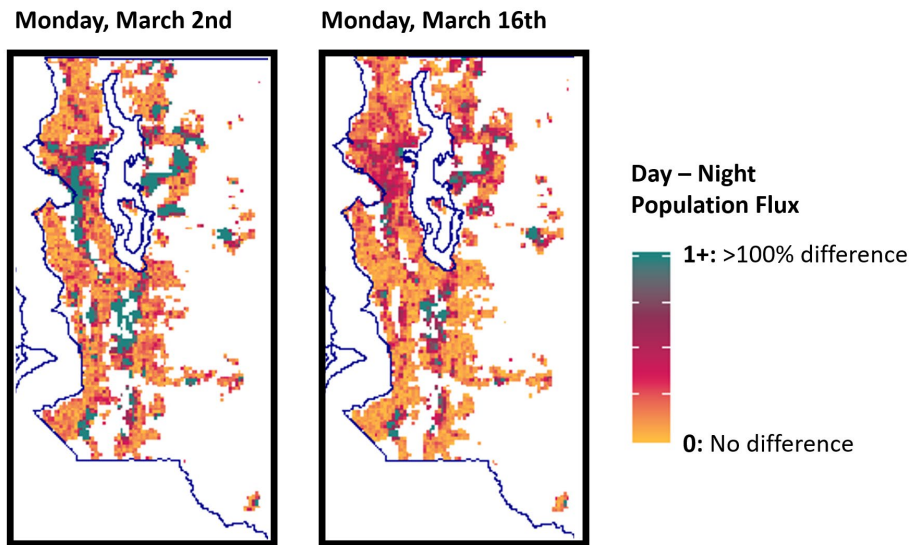 Monday, March 2nd
Monday, March 16th
Day – Night
Population Flux
1+: >100% difference
0: No difference